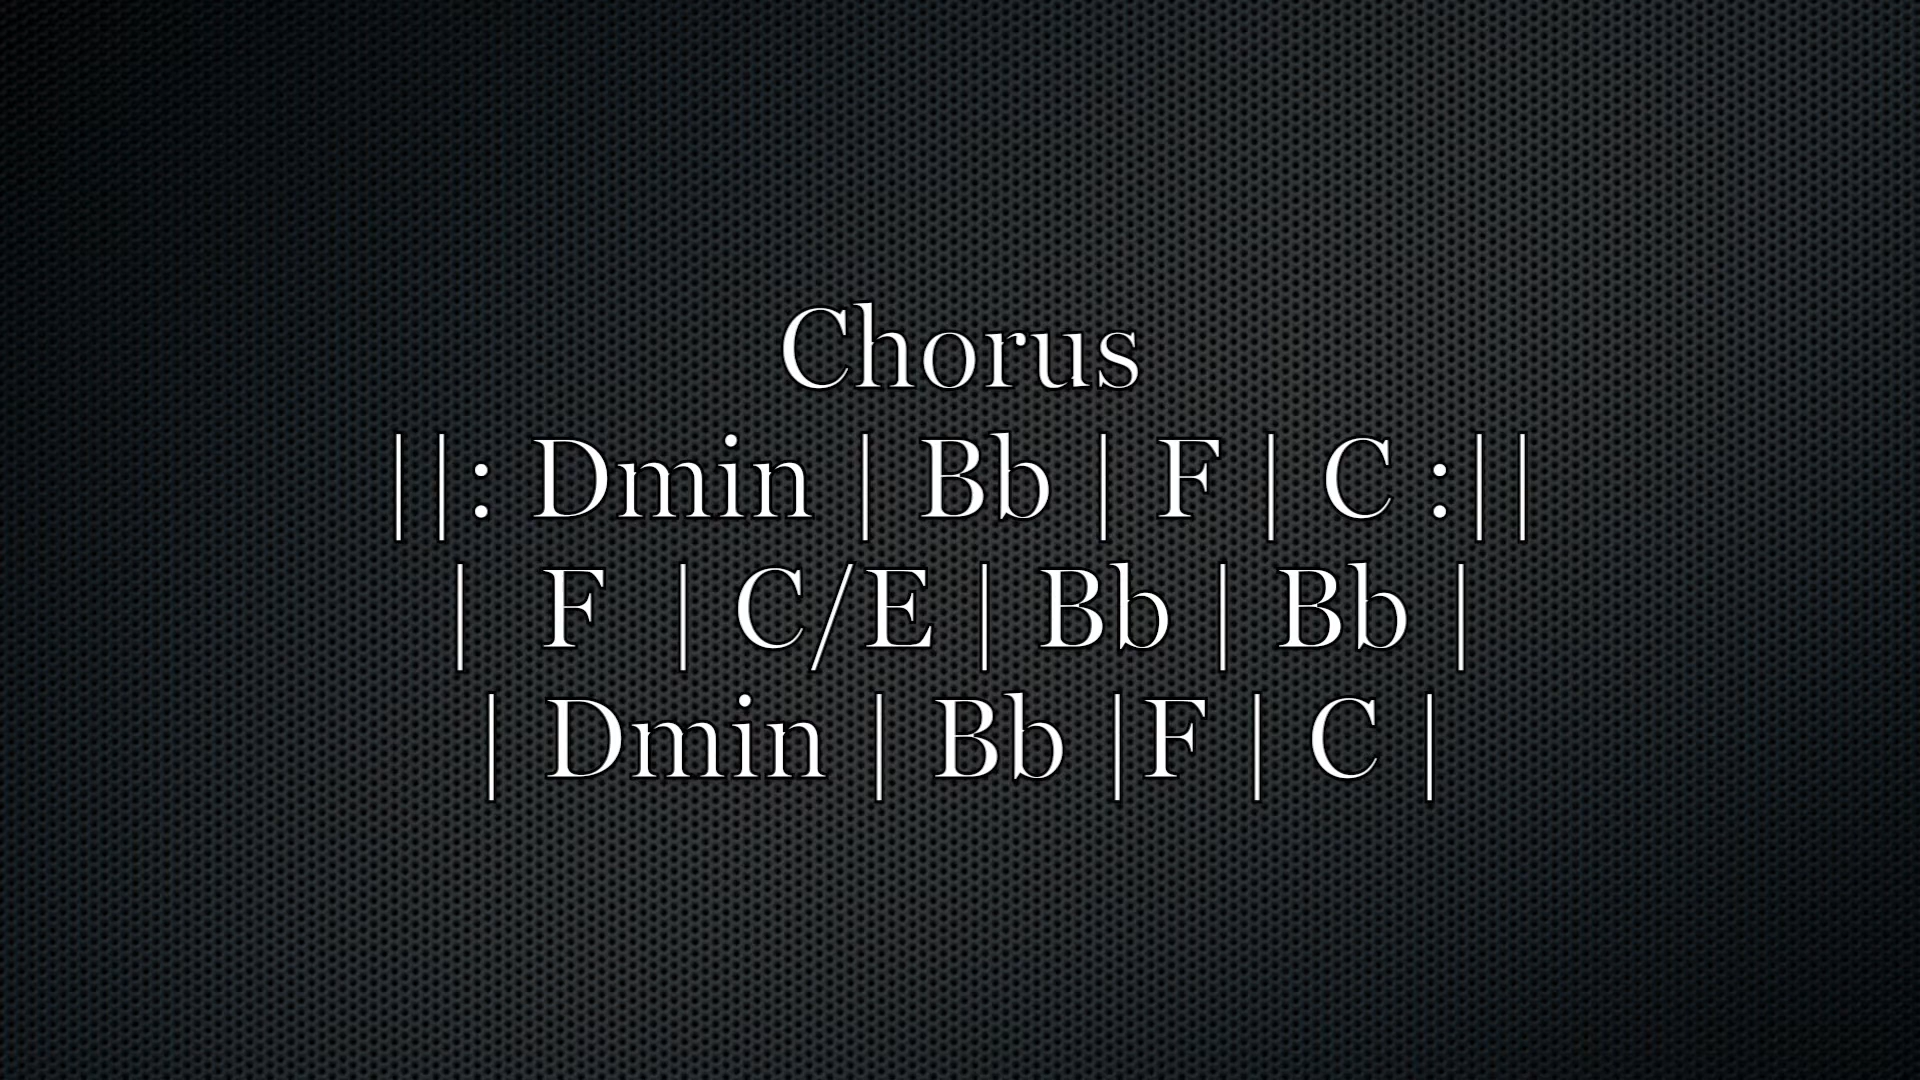 Chorus
||: Dmin | Bb | F | C :||
| F | C/E | Bb | Bb |
| Dmin | Bb |F | C |